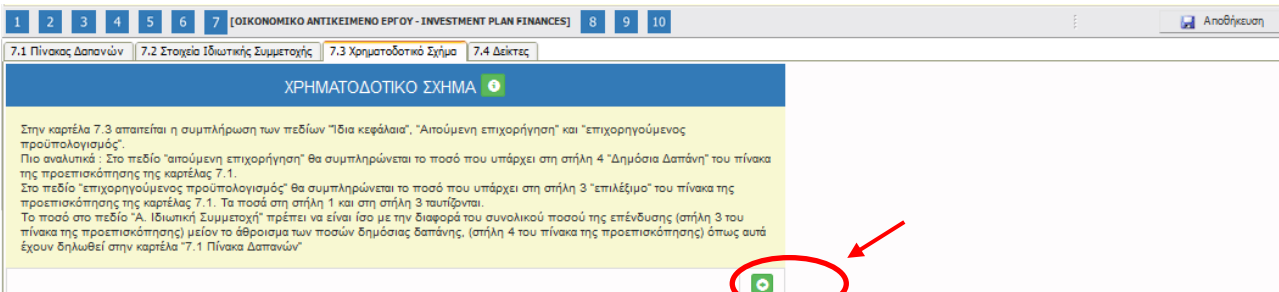 1 2 3 4 5 6 7 [ΟΙΚΟΝΟΜΙΚΟ ΑΝΤΙΚΕΙΜΕΝΟ ΕΡΓΟΥ - INVESTMENT PLAN FINANCES] 8 9 10 Αποθήκευση
7.1 Πίνακας Δαπανών 7.2 Στοιχεία Ιδιωτικής Συμμετοχής 7.3 Χρηματοδοτικό Σχήμα 7.4 Δείκτες
ΧΡΗΜΑΤΟΔΟΤΙΚΟ ΣΧΗΜΑ
Στην καρτέλα 7.3 απαιτείται η συμπλήρωση των πεδίων "Ίδια κεφάλαια", "Αιτούμενη επιχορήγηση" και "επιχορηγούμενος
προϋπολογισμός".
Πιο αναλυτικά : Στο πεδίο "αιτούμενη επιχορήγηση" θα συμπληρώνεται το ποσό που υπάρχει στη στήλη 4 "Δημόσια Δαπάνη" του πίνακα
της προεπισκόπησης της καρτέλας 7.1.
Στο πεδίο "επιχορηγούμενος προϋπολογισμός" θα συμπληρώνεται το ποσό που υπάρχει στη στήλη 3 "επιλέξιμο" του πίνακα της
προεπισκόπησης της καρτέλας 7.1. Τα ποσά στη στήλη 1 και στη στήλη 3 ταυτίζονται.
Το ποσό στο πεδίο "Α. Ιδιωτική Συμμετοχή" πρέπει να είναι ίσο με την διαφορά του συνολικού ποσού της επένδυσης (στήλη 3 του
πίνακα της προεπισκόπησης) μείον το άθροισμα των ποσών δημόσιας δαπάνης, (στήλη 4 του πίνακα της προεπισκόπησης) όπως αυτά
έχουν δηλωθεί στην καρτέλα "7.1 Πίνακα Δαπανών"